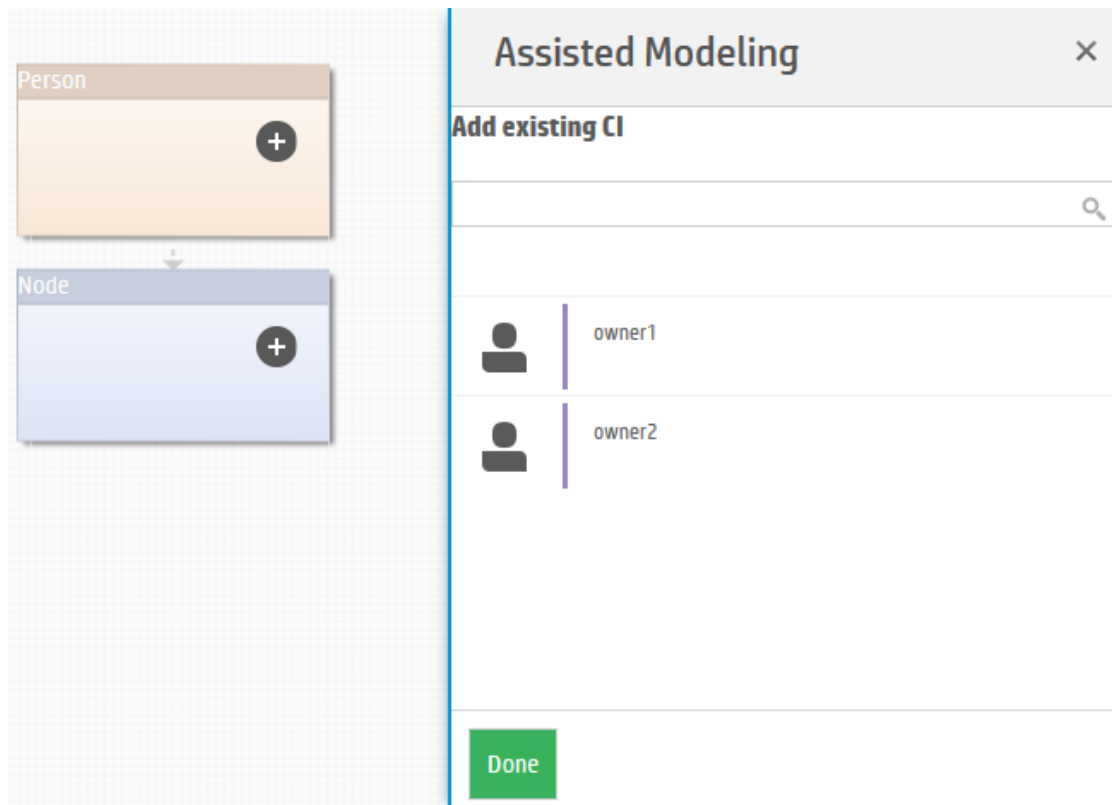 Person
Node
Assisted Modeling
Add existing CI
owner1
owner2
Done